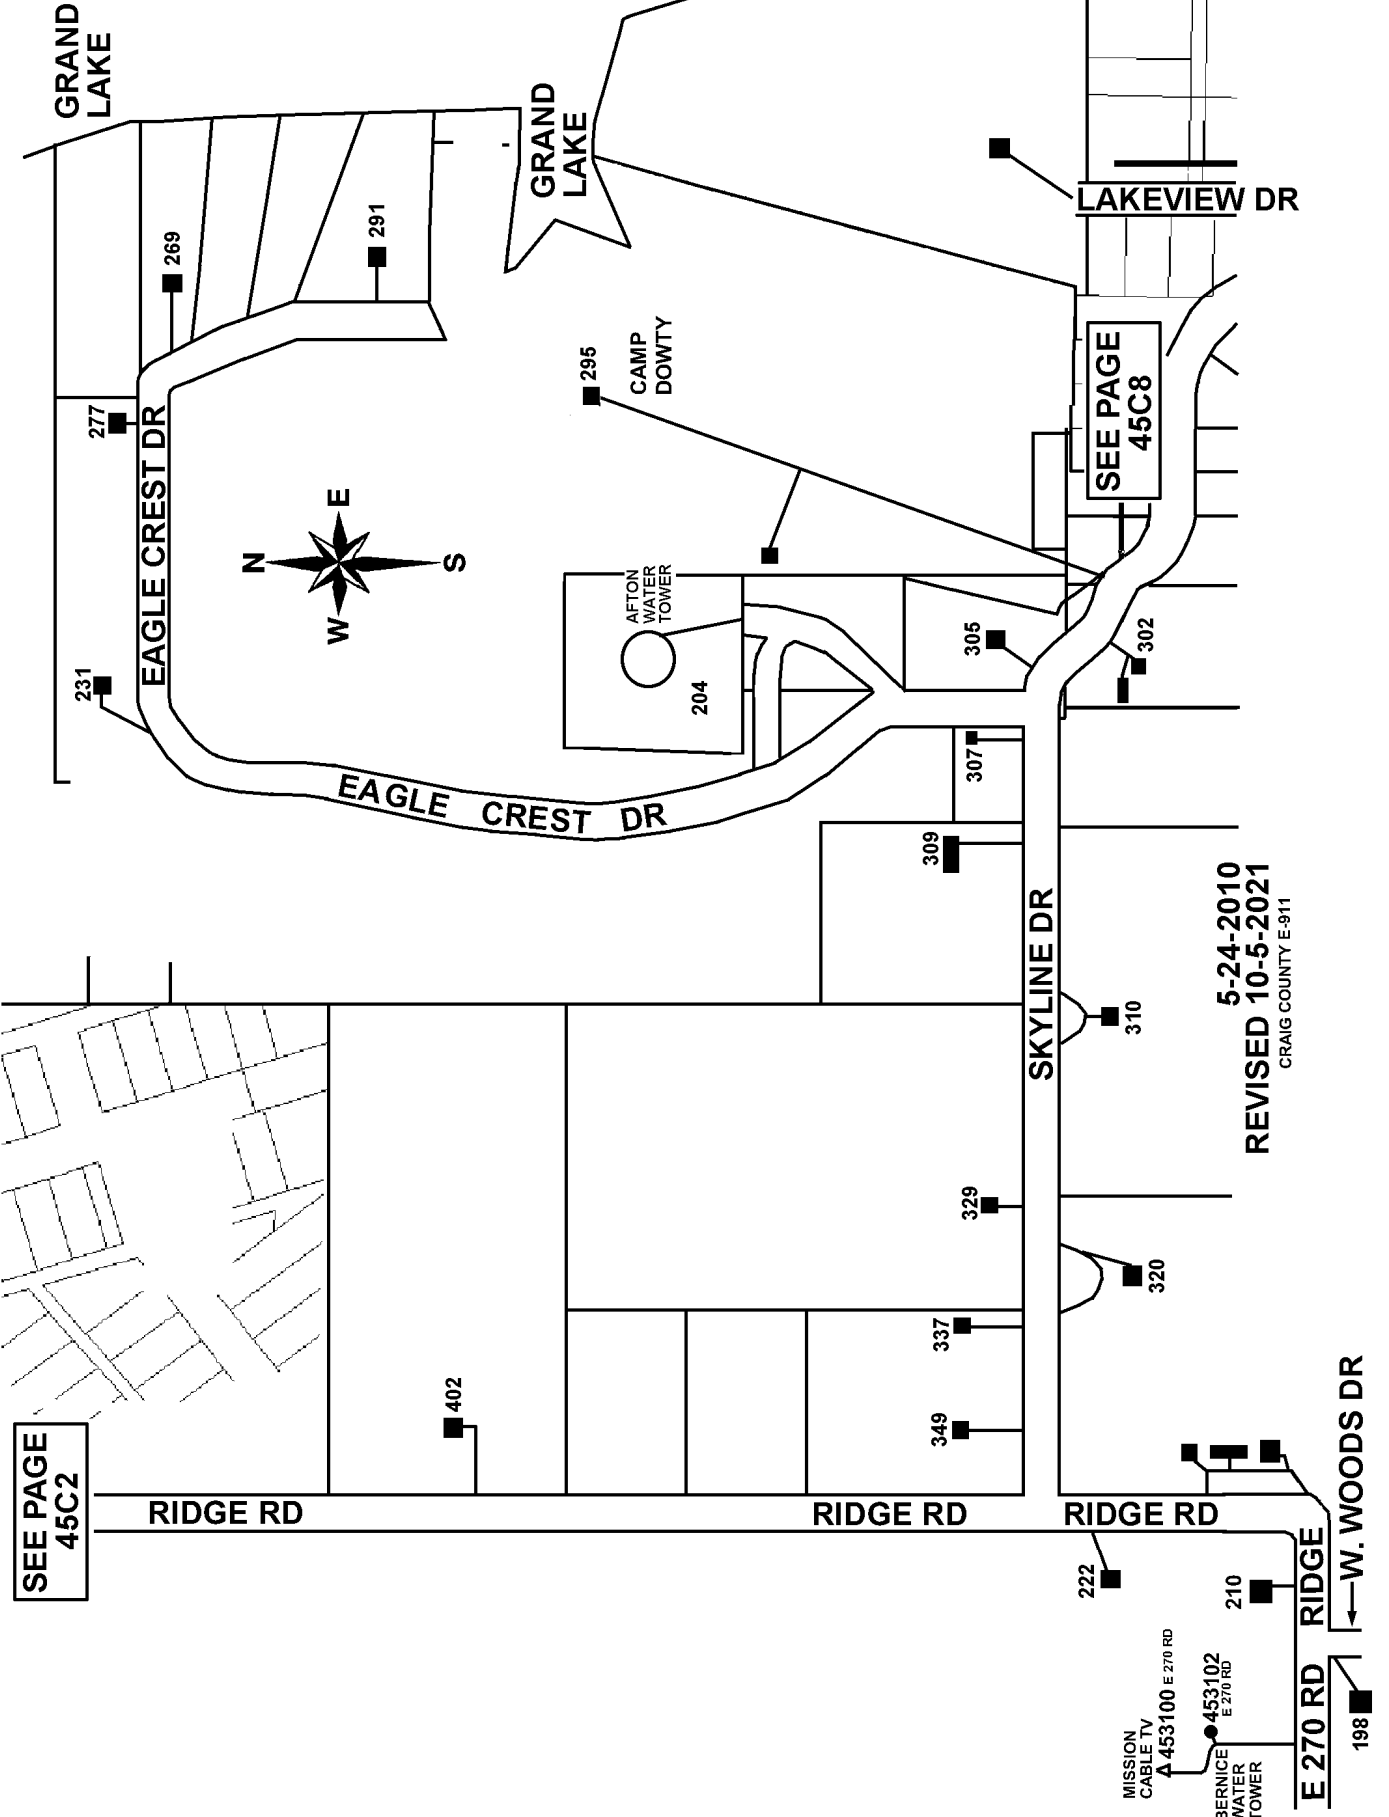 GRAND
LAKE
GRAND
LAKE
LAKEVIEW DR
269
291
277
EAGLE CREST DR
295
CAMP
DOWTY
SEE PAGE
45C8
N
E
S
W
231
AFTON
WATER
TOWER
204
305
302
307
EAGLE CREST DR
309
SKYLINE DR
310
5-24-2010
REVISED 10-5-2021
CRAIG COUNTY E-911
329
320
337
349
402
SEE PAGE
45C2
RIDGE RD
RIDGE RD
RIDGE RD
222
210
RIDGE
W. WOODS DR
E 270 RD
198
MISSION
CABLE TV
453100 E 270 RD
453102
E 270 RD
BERNICE
WATER
TOWER